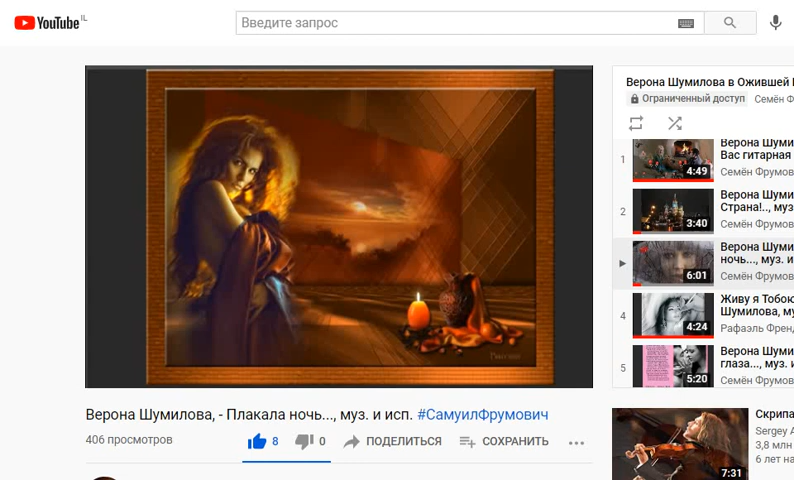 YouTube IL
Введите запрос
Верона Шумилова в Ожившей
Ограниченный доступ Семён Ф
1
4:49
Верона Шуми
Вас гитарная
Семён Фрумов
2
3:40
Верона Шуми
Страна!.., муз.
Семён Фрумов
6:01
Верона Шуми
ночь..., муз. и
Семён Фрумов
4
4:24
Живу я Тобою
Шумилова, му
Рафаэль Френд
5
5:20
Верона Шуми
глаза..., муз. и
Семён Фрумов
Верона Шумилова, - Плакала ночь..., муз. и исп. #СамуилФрумович
406 просмотров
8 0 ПОДЕЛИТЬСЯ СОХРАНИТЬ
7:31
Скрипа
Sergey
3,8 млн
6 лет на